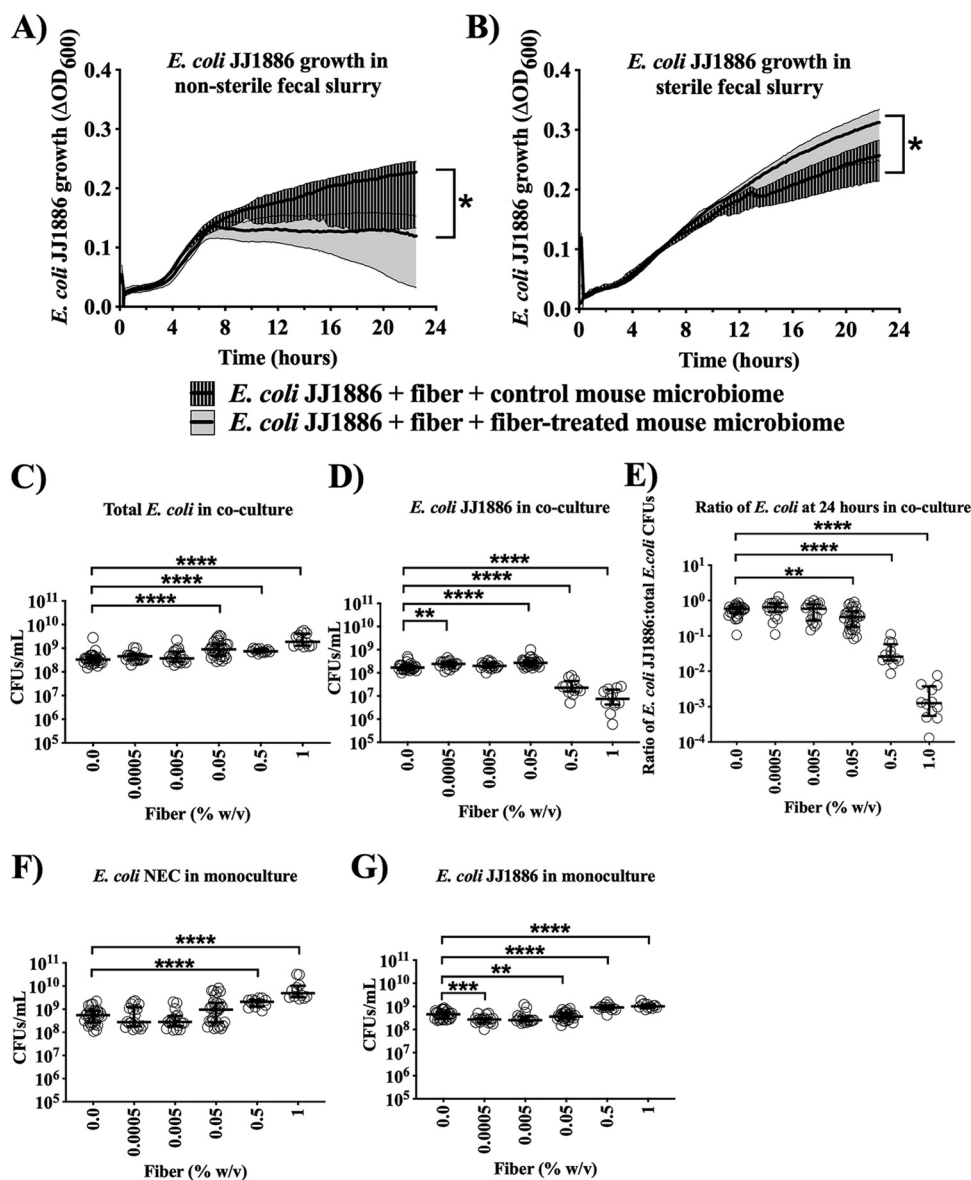 A)
E. coli JJ1886 growth in
non-sterile fecal slurry
E. coli JJ1886 growth (ΔOD600)
0.4
0.3
0.2
0.1
0.0
*
0 4 8 12 16 20 24
Time (hours)
B)
E. coli JJ1886 growth in
sterile fecal slurry
E. coli JJ1886 growth (ΔOD600)
0.4
0.3
0.2
0.1
0.0
*
0 4 8 12 16 20 24
Time (hours)
E. coli JJ1886 + fiber + control mouse microbiome
E. coli JJ1886 + fiber + fiber-treated mouse microbiome
C)
Total E. coli in co-culture
****
****
****
CFUs/mL
10^11
10^10
10^9
10^8
10^7
10^6
10^5
0.0 0.0005 0.005 0.05 0.5 1
Fiber (% w/v)
D)
E. coli JJ1886 in co-culture
****
****
****
**
CFUs/mL
10^11
10^10
10^9
10^8
10^7
10^6
10^5
0.0 0.0005 0.005 0.05 0.5 1
Fiber (% w/v)
E)
Ratio of E. coli at 24 hours in co-culture
****
****
**
Ratio of E. coli JJ1886:total E.coli CFUs
10^1
10^0
10^-1
10^-2
10^-3
10^-4
0.0 0.0005 0.005 0.05 0.5 1.0
Fiber (% w/v)
F)
E. coli NEC in monoculture
****
****
CFUs/mL
10^11
10^10
10^9
10^8
10^7
10^6
10^5
0.0 0.0005 0.005 0.05 0.5 1
Fiber (% w/v)
G)
E. coli JJ1886 in monoculture
****
****
**
***
CFUs/mL
10^11
10^10
10^9
10^8
10^7
10^6
10^5
0.0 0.0005 0.005 0.05 0.5 1
Fiber (% w/v)